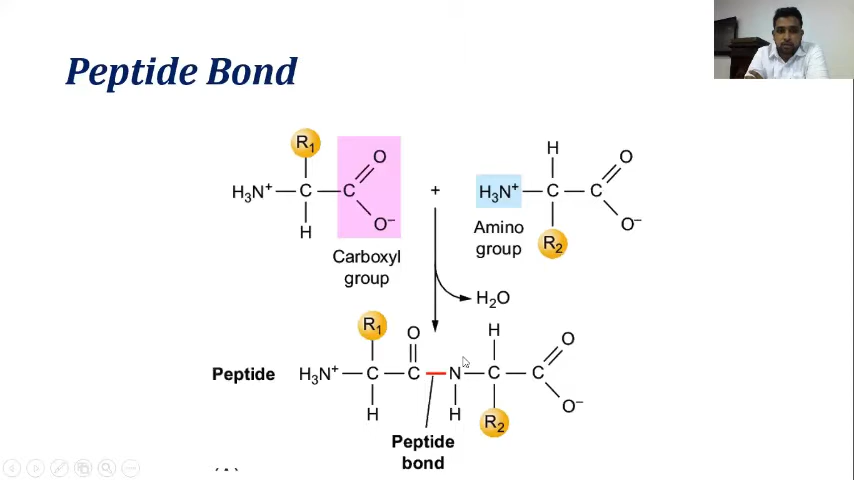 Peptide Bond
R₁
H
O
H₃N⁺ C C + H₃N⁺ C C O
H O⁻ R₂ O⁻
Carboxyl
group
Amino
group
H₂O
R₁ O H O
Peptide H₃N⁺ C C N C C
H H R₂ O⁻
Peptide
bond